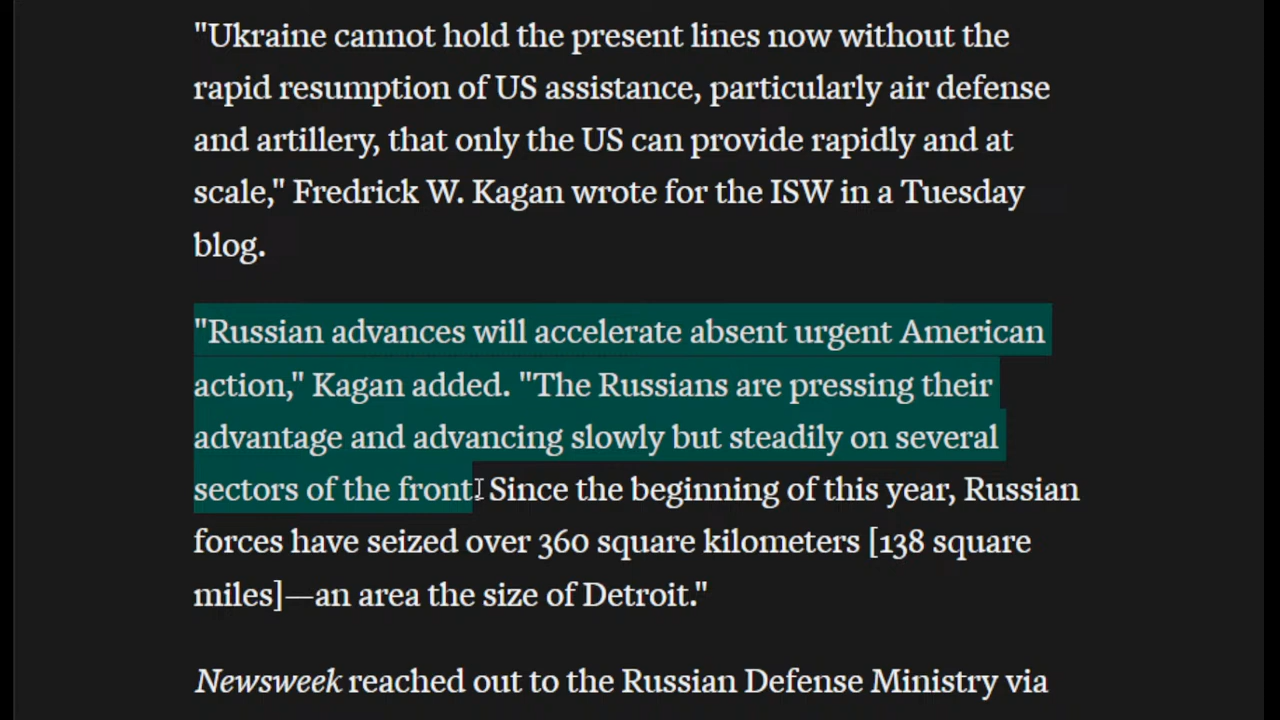 "Ukraine cannot hold the present lines now without the
rapid resumption of US assistance, particularly air defense
and artillery, that only the US can provide rapidly and at
scale," Fredrick W. Kagan wrote for the ISW in a Tuesday
blog.
"Russian advances will accelerate absent urgent American
action," Kagan added. "The Russians are pressing their
advantage and advancing slowly but steadily on several
sectors of the front. Since the beginning of this year, Russian
forces have seized over 360 square kilometers [138 square
miles]—an area the size of Detroit."
Newsweek reached out to the Russian Defense Ministry via